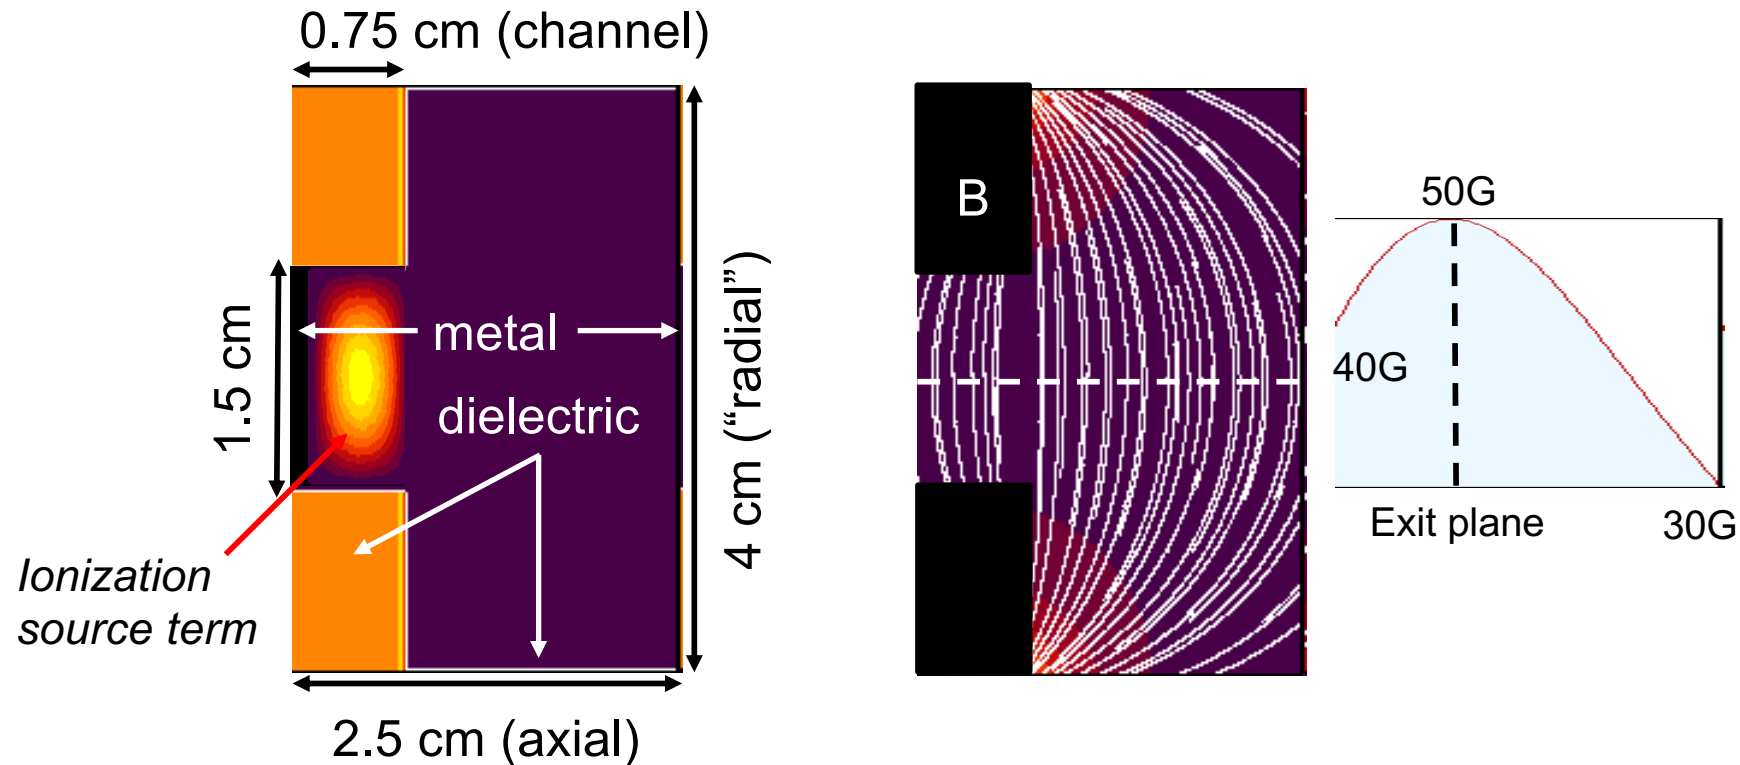 0.75 cm (channel)
1.5 cm
metal
dielectric
4 cm (“radial”)
Ionization
source term
2.5 cm (axial)
B
50G
40G
Exit plane
30G